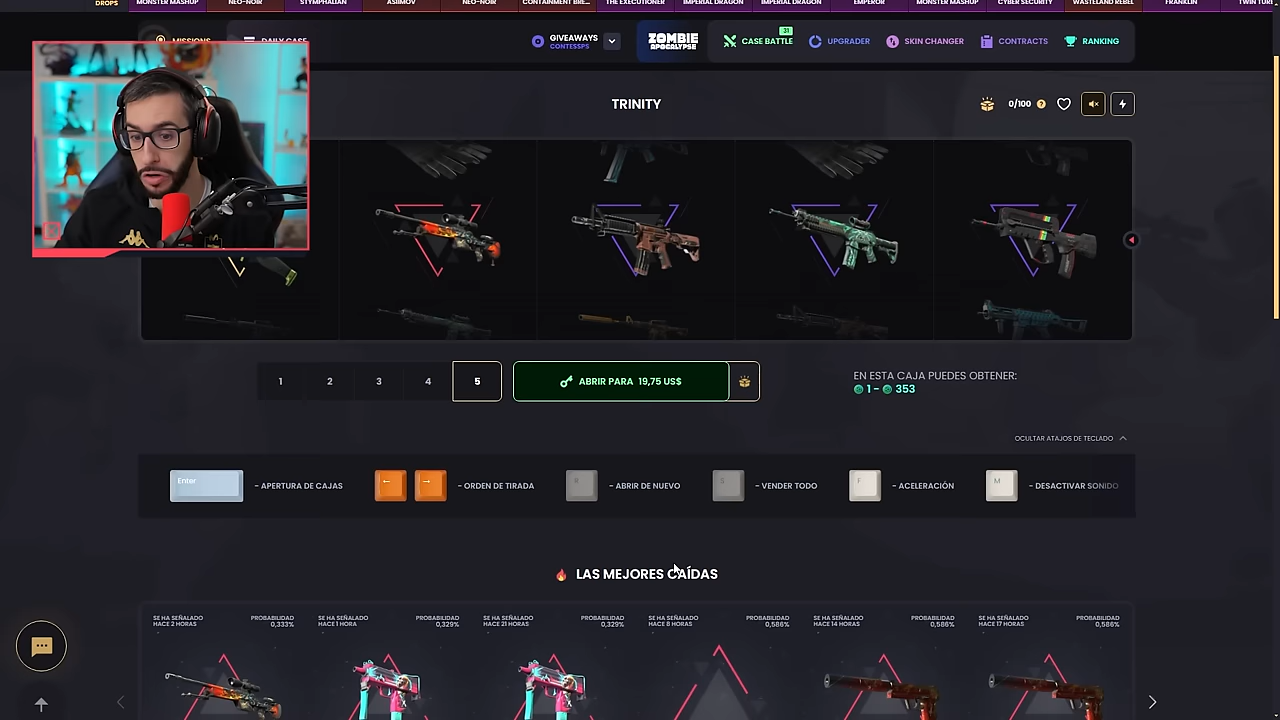 DROPS
MONSTER MASHUP
NEO-NOIR
STYMPHALIAN
ASIIMOV
NEO-NOIR
CONTAINMENT BRE...
THE EXECUTIONER
IMPERIAL DRAGON
IMPERIAL DRAGON
EMPEROR
MONSTER MASHUP
CYBER SECURITY
WASTELAND REBEL
FRANKLIN
TWIN TUR
MISSIONS
DAILY CASE
GIVEAWAYS
CONTESSPS
ZOMBIE
APOCALYPSE
CASE BATTLE
31
UPGRADER
SKIN CHANGER
CONTRACTS
RANKING
TRINITY
0/100
?
1
2
3
4
5
ABRIR PARA 19,75 US$
EN ESTA CAJA PUEDES OBTENER:
1 - 353
OCULTAR ATAJOS DE TECLADO
Enter
- APERTURA DE CAJAS
← →
- ORDEN DE TIRADA
R
- ABRIR DE NUEVO
S
- VENDER TODO
F
- ACELERACIÓN
M
- DESACTIVAR SONIDO
LAS MEJORES CAÍDAS
SE HA SEÑALADO
HACE 2 HORAS
PROBABILIDAD
0,333%
SE HA SEÑALADO
HACE 1 HORA
PROBABILIDAD
0,329%
SE HA SEÑALADO
HACE 21 HORAS
PROBABILIDAD
0,329%
SE HA SEÑALADO
HACE 8 HORAS
PROBABILIDAD
0,586%
SE HA SEÑALADO
HACE 14 HORAS
PROBABILIDAD
0,586%
SE HA SEÑALADO
HACE 17 HORAS
PROBABILIDAD
0,586%